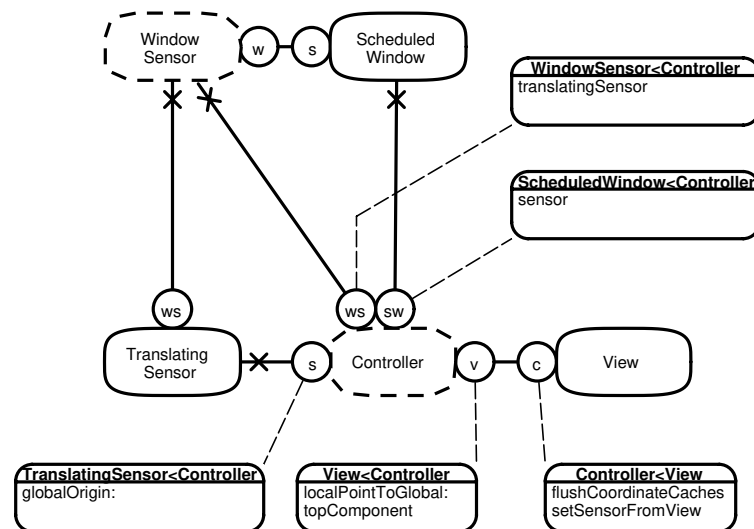 Window
Sensor
w
s
Scheduled
Window
WindowSensor<Controller
translatingSensor
ScheduledWindow<Controller
sensor
ws
ws
sw
Translating
Sensor
s
Controller
v
c
View
TranslatingSensor<Controller
globalOrigin:
View<Controller
localPointToGlobal:
topComponent
Controller<View
flushCoordinateCaches
setSensorFromView